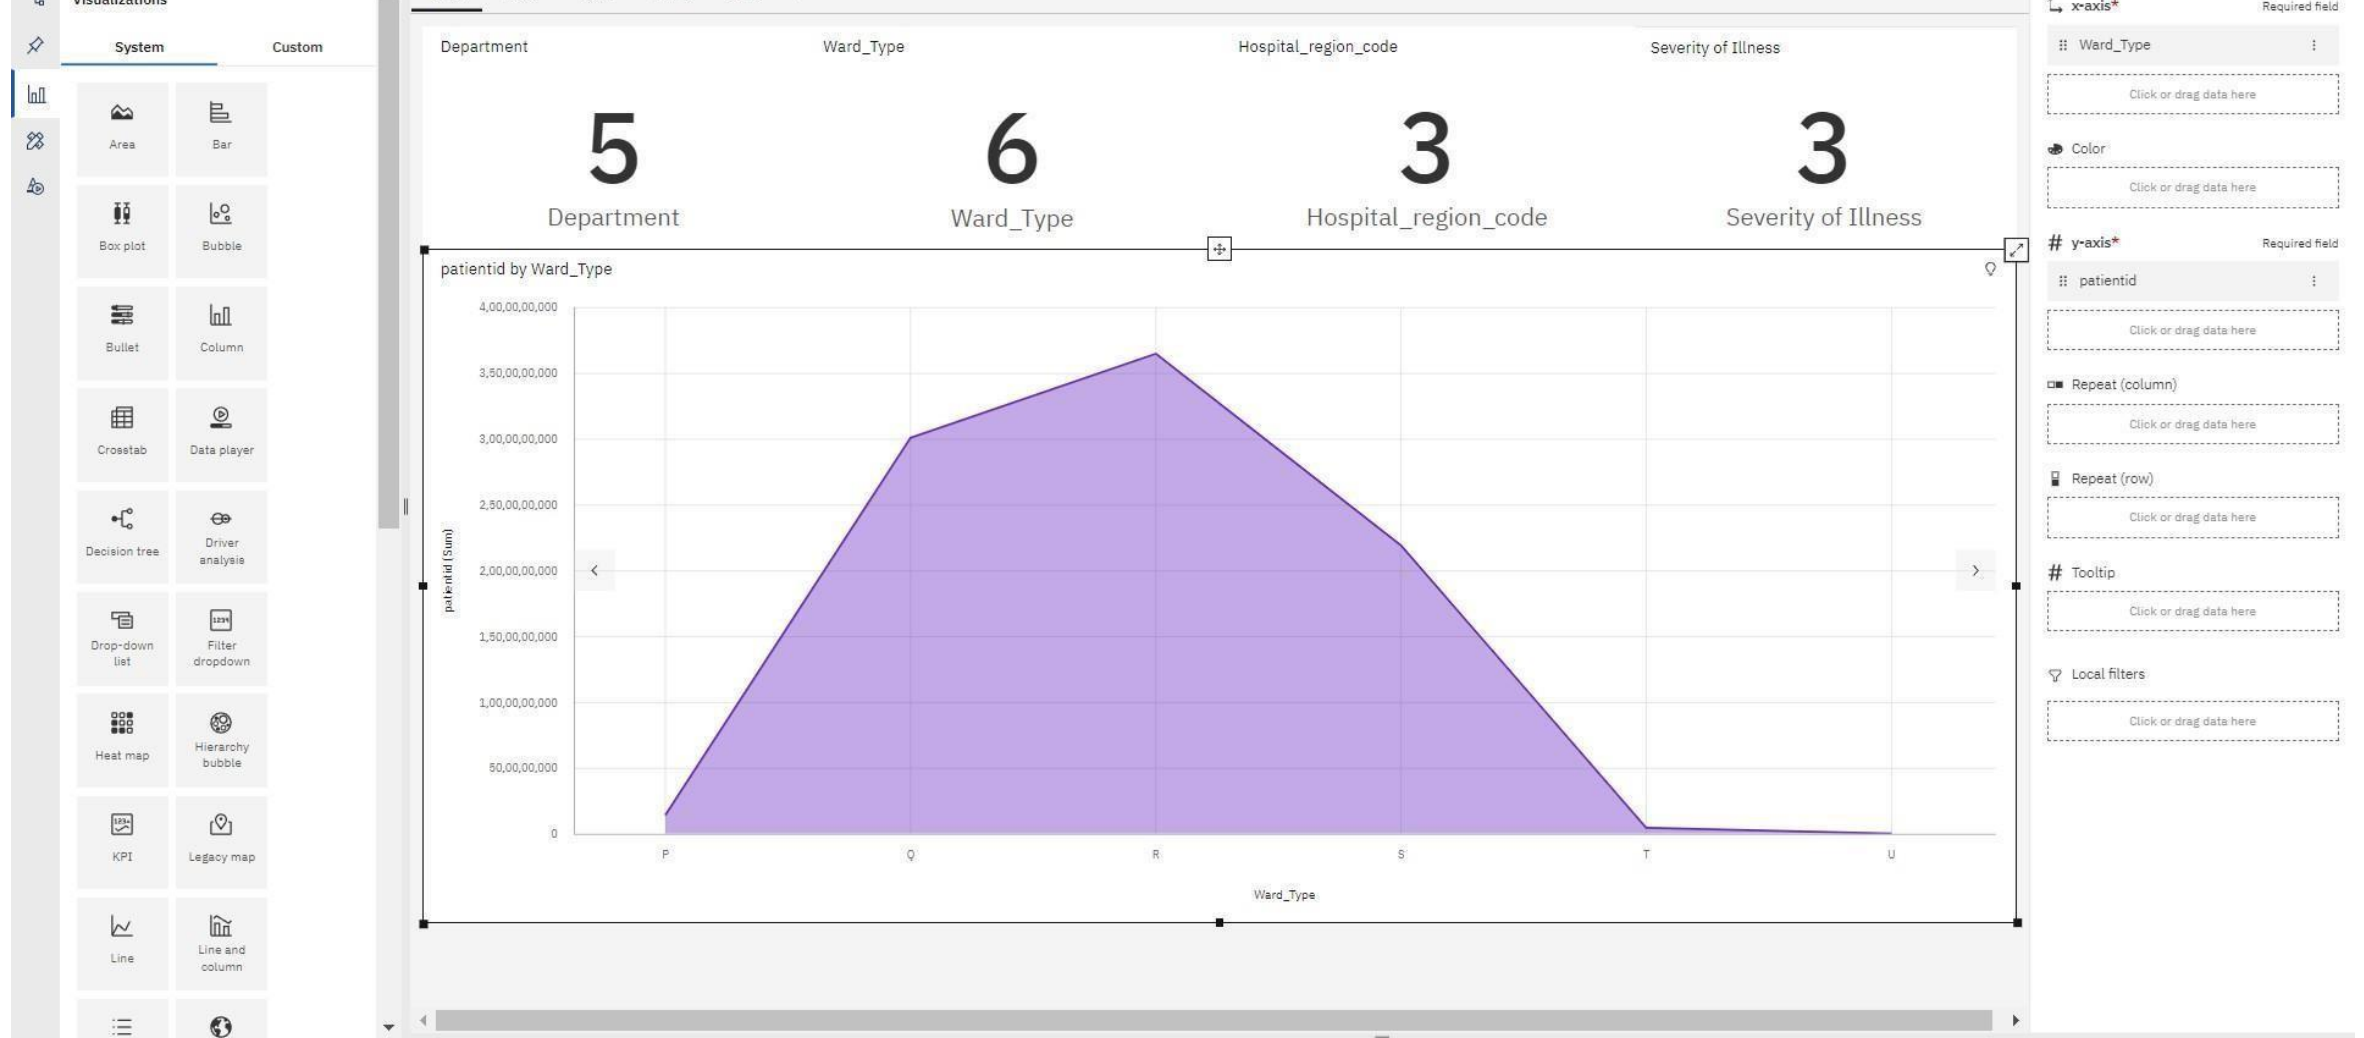 Visualizations
System
Custom
Area
Bar
Box plot
Bubble
Bullet
Column
Crosstab
Data player
Decision tree
Driver
analysis
Drop-down
list
Filter
dropdown
Heat map
Hierarchy
bubble
KPI
Legacy map
Line
Line and
column
Department
Ward_Type
Hospital_region_code
Severity of Illness
5
6
3
3
Department
Ward_Type
Hospital_region_code
Severity of Illness
patientid by Ward_Type
patientid (Sum)
4,00,00,00,000
3,50,00,00,000
3,00,00,00,000
2,50,00,00,000
2,00,00,00,000
1,50,00,00,000
1,00,00,00,000
50,00,00,000
0
P
Q
R
S
T
U
Ward_Type
x-axis*
Required field
Ward_Type
Click or drag data here
Color
Click or drag data here
# y-axis*
Required field
patientid
Click or drag data here
Repeat (column)
Click or drag data here
Repeat (row)
Click or drag data here
# Tooltip
Click or drag data here
Local filters
Click or drag data here